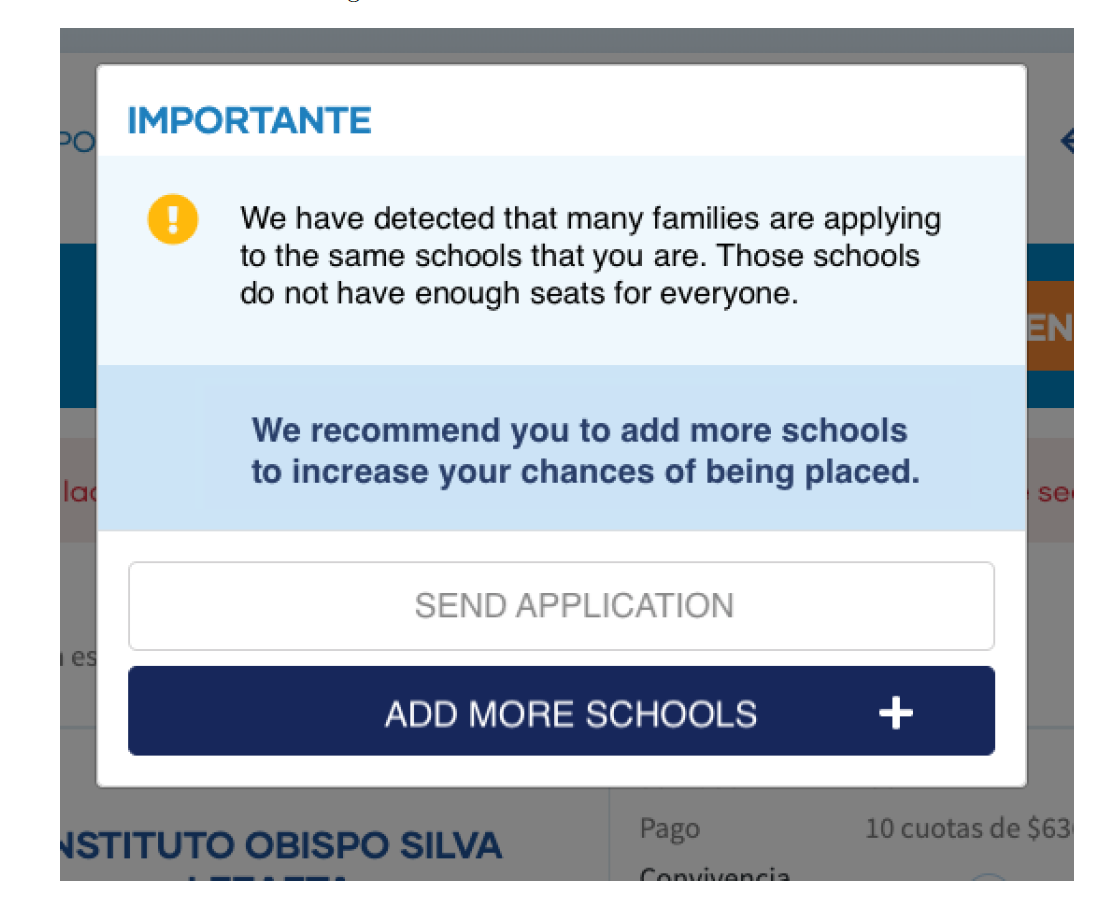 IMPORTANTE
We have detected that many families are applying
to the same schools that you are. Those schools
do not have enough seats for everyone.
We recommend you to add more schools
to increase your chances of being placed.
SEND APPLICATION
ADD MORE SCHOOLS
NSTITUTO OBISPO SILVA
Pago 10 cuotas de $63
Convivencia